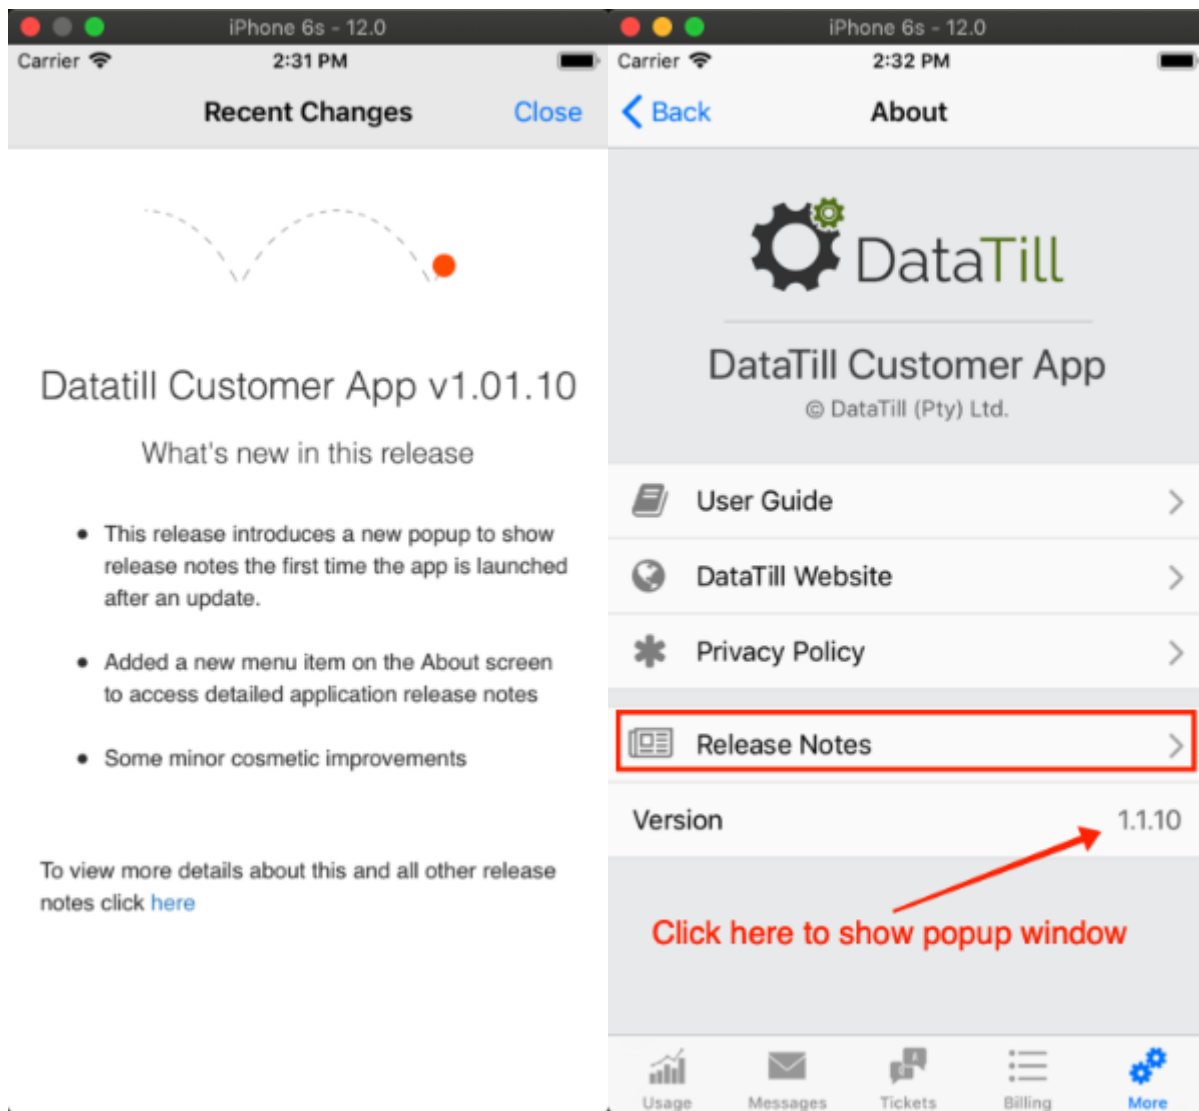 iPhone 6s - 12.0
Carrier
2:31 PM
Recent Changes
Close
Datatill Customer App v1.01.10
What's new in this release
• This release introduces a new popup to show
release notes the first time the app is launched
after an update.
• Added a new menu item on the About screen
to access detailed application release notes
• Some minor cosmetic improvements
To view more details about this and all other release
notes click here
iPhone 6s - 12.0
Carrier
2:32 PM
Back
About
DataTill
DataTill Customer App
© DataTill (Pty) Ltd.
User Guide
DataTill Website
Privacy Policy
Release Notes
Version 1.1.10
Click here to show popup window
Usage
Messages
Tickets
Billing
More